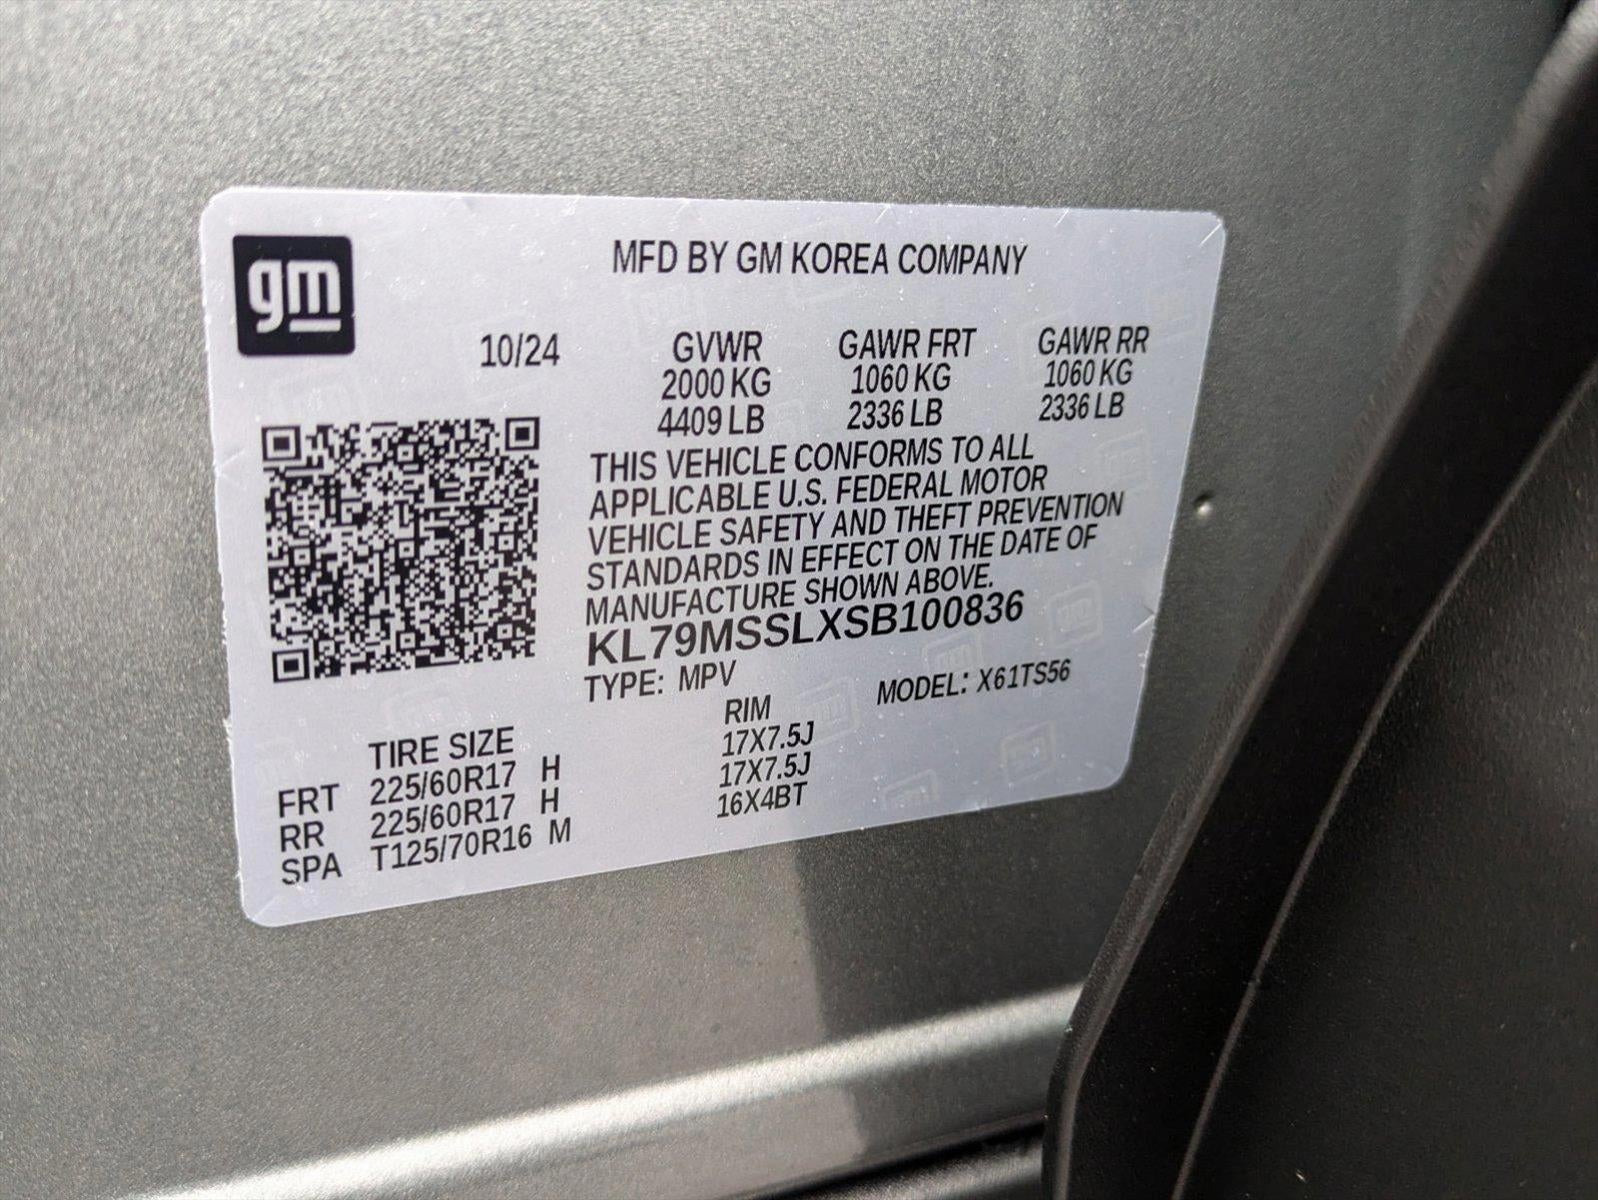 gm
MFD BY GM KOREA COMPANY
10/24 GVWR GAWR FRT GAWR RR
2000 KG 1060 KG 1060 KG
4409 LB 2336 LB 2336 LB
THIS VEHICLE CONFORMS TO ALL
APPLICABLE U.S. FEDERAL MOTOR
VEHICLE SAFETY AND THEFT PREVENTION
STANDARDS IN EFFECT ON THE DATE OF
MANUFACTURE SHOWN ABOVE.
KL79MSSLXSB100836
TYPE: MPV MODEL: X61TS56
TIRE SIZE RIM
FRT 225/60R17 H 17X7.5J
RR 225/60R17 H 17X7.5J
SPA T125/70R16 M 16X4BT